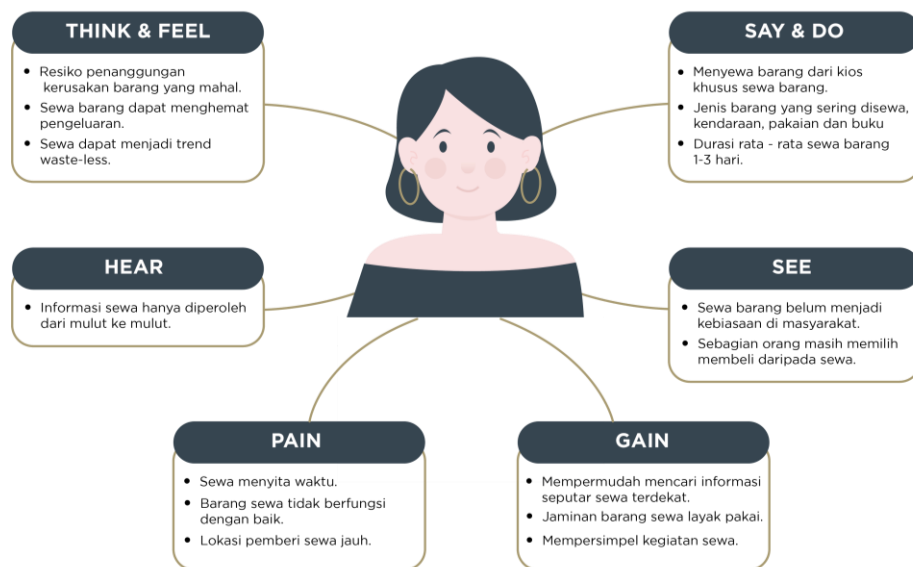 THINK & FEEL
• Resiko penanggungan
kerusakan barang yang mahal.
• Sewa barang dapat menghemat
pengeluaran.
• Sewa dapat menjadi trend
waste-less.
SAY & DO
• Menyewa barang dari kios
khusus sewa barang.
• Jenis barang yang sering disewa,
kendaraan, pakaian dan buku
• Durasi rata - rata sewa barang
1-3 hari.
HEAR
• Informasi sewa hanya diperoleh
dari mulut ke mulut.
SEE
• Sewa barang belum menjadi
kebiasaan di masyarakat.
• Sebagian orang masih memilih
membeli daripada sewa.
PAIN
• Sewa menyita waktu.
• Barang sewa tidak berfungsi
dengan baik.
• Lokasi pemberi sewa jauh.
GAIN
• Mempermudah mencari informasi
seputar sewa terdekat.
• Jaminan barang sewa layak pakai.
• Mempersimpel kegiatan sewa.